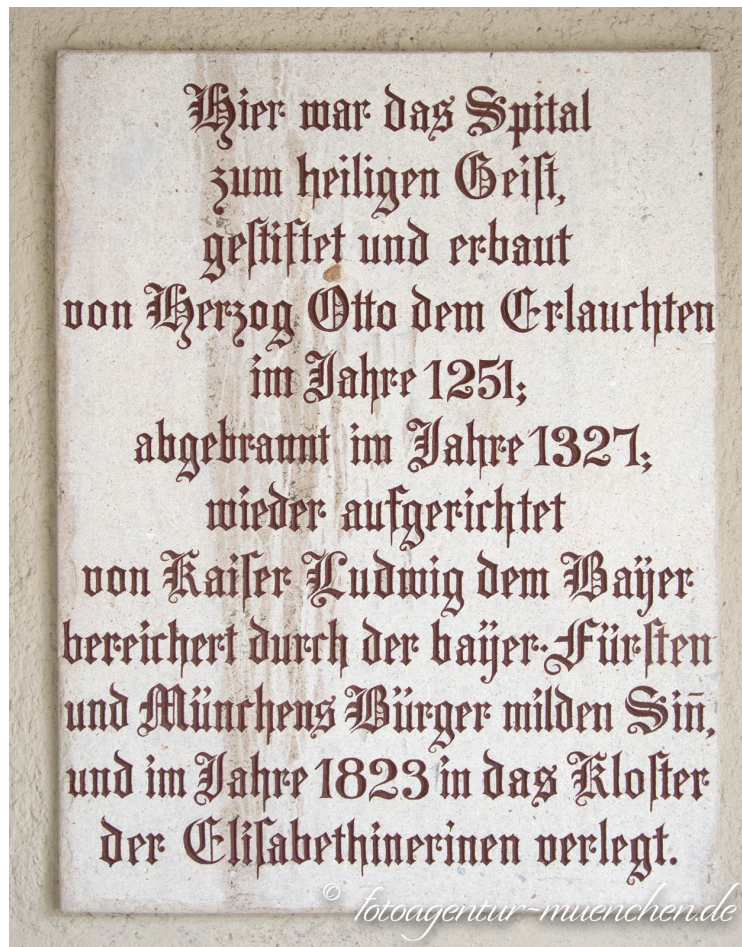 Hier war das Spital
zum heiligen Geiſt,
geſtiftet und erbaut
von Herzog Otto dem Erlauchten
im Jahre 1251;
abgebrannt im Jahre 1327;
wieder aufgerichtet
von Kaiſer Ludwig dem Baÿer
bereichert durch der baÿer. Fürſten
und Münchens Bürger milden Siñ,
und im Jahre 1823 in das Kloſter
der Eliſabethinerinen verlegt.
© fotoagentur-muenchen.de